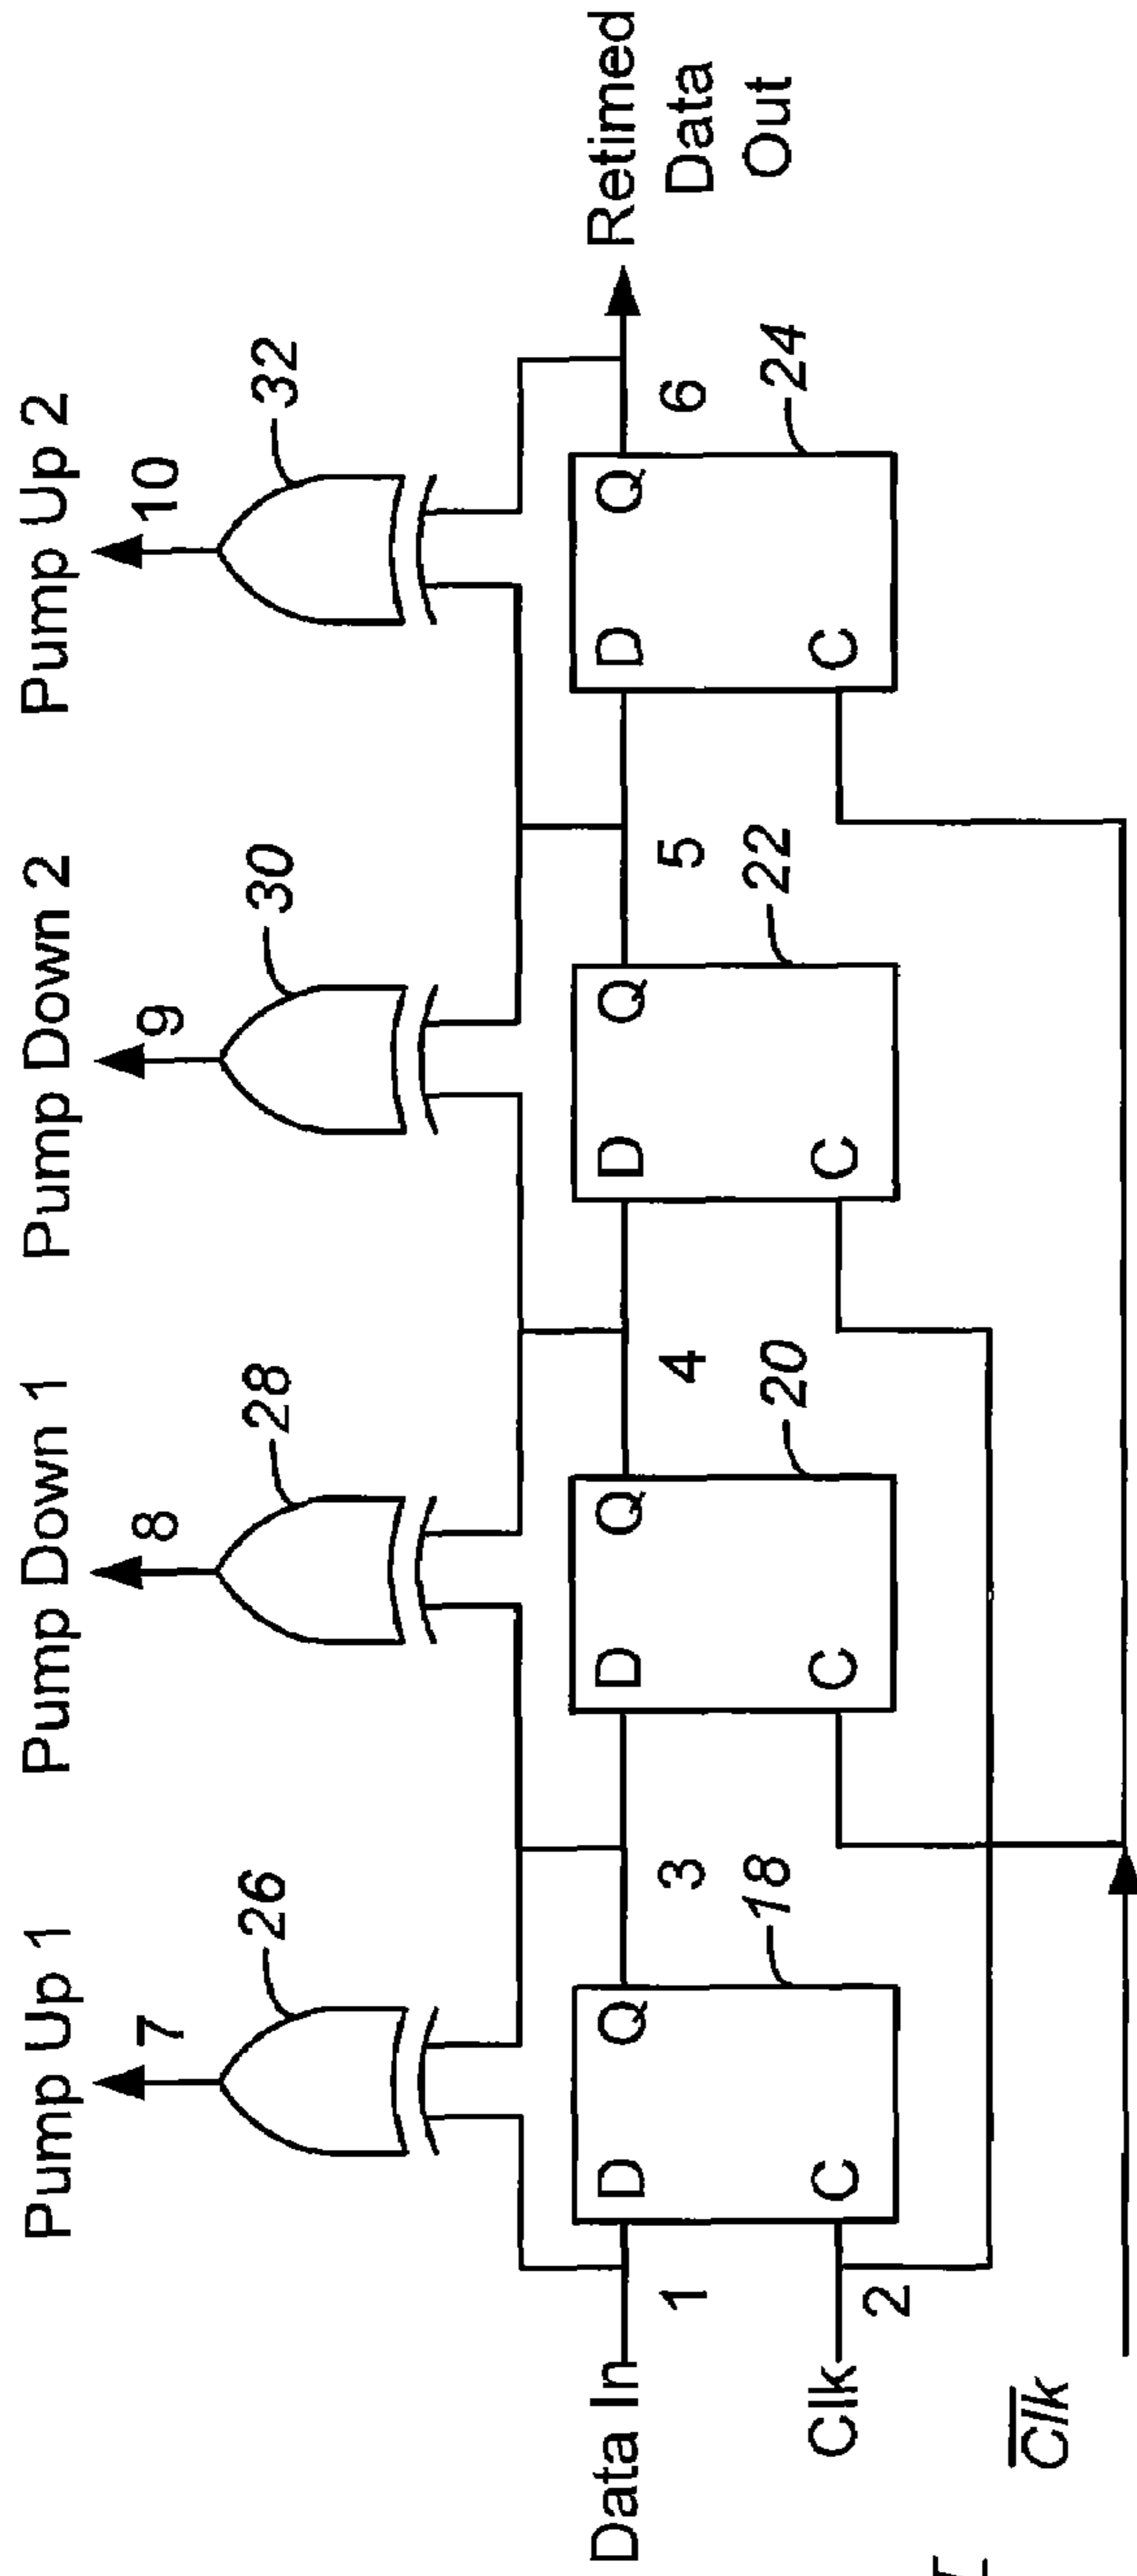 Pump Up 1
Pump Down 1
Pump Down 2
Pump Up 2
7
8
9
10
26
28
30
32
Data In
D
Q
D
Q
D
Q
D
Q
Retimed
Data
Out
1
3
4
5
6
Clk
C
C
C
C
18
20
22
24
2
Clk